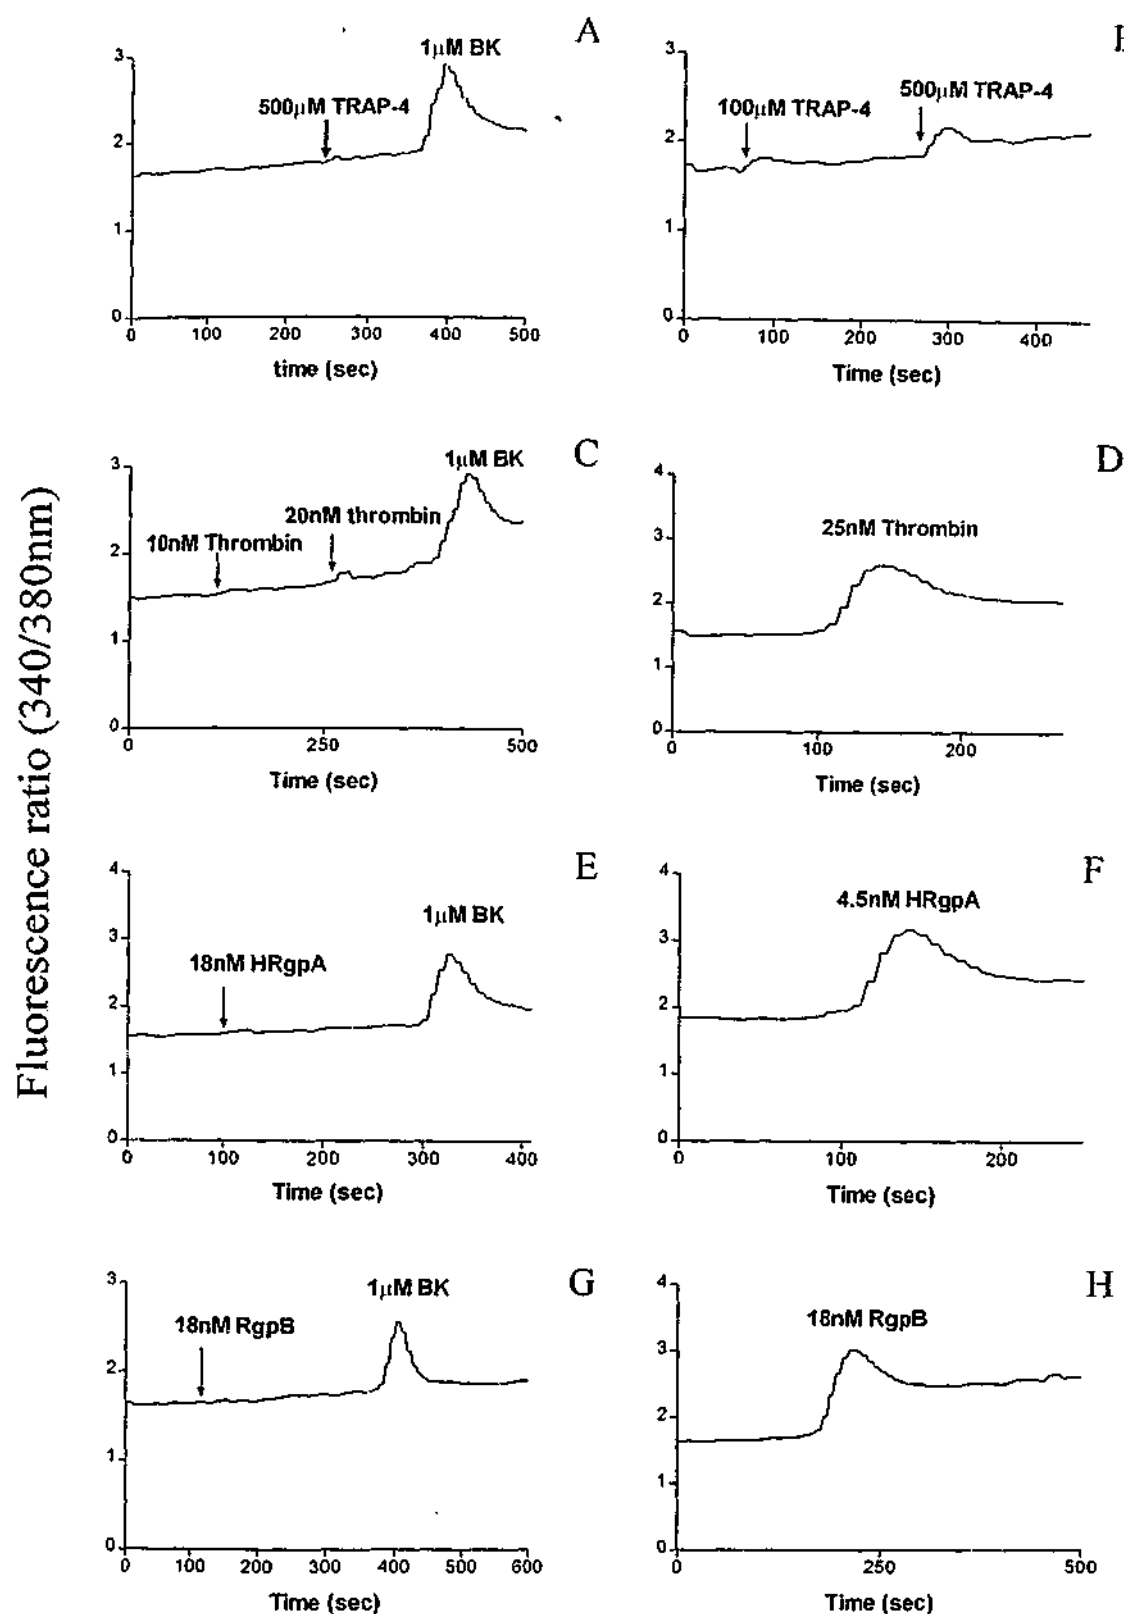 Fluorescence ratio (340/380nm)
A
1μM BK
500μM TRAP-4
3
2
1
0
0 100 200 300 400 500
time (sec)
500μM TRAP-4
100μM TRAP-4
3
2
1
0
0 100 200 300 400
Time (sec)
C
1μM BK
20nM thrombin
10nM Thrombin
3
2
1
0
0 250 500
Time (sec)
D
25nM Thrombin
4
3
2
1
0
0 100 200
Time (sec)
E
1μM BK
18nM HRgpA
4
3
2
1
0
0 100 200 300 400
Time (sec)
F
4.5nM HRgpA
4
3
2
1
0
0 100 200
Time (sec)
G
1μM BK
18nM RgpB
3
2
1
0
0 100 200 300 400 500 600
Time (sec)
H
18nM RgpB
4
3
2
1
0
0 250 500
Time (sec)